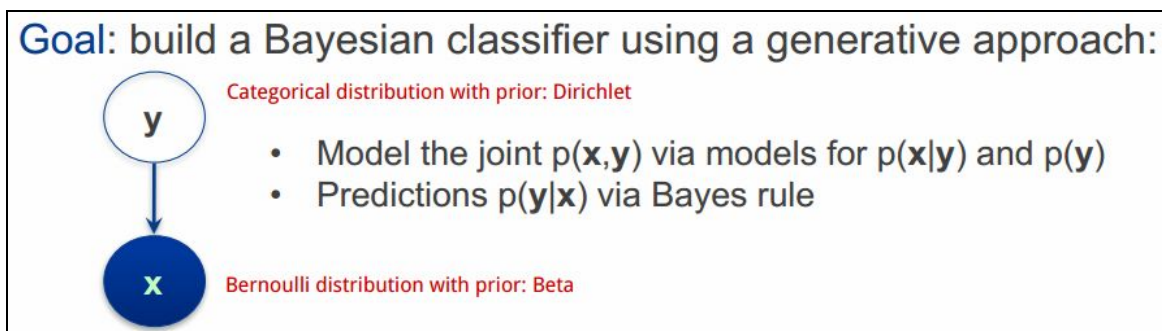 Goal: build a Bayesian classifier using a generative approach:
Categorical distribution with prior: Dirichlet
y
• Model the joint p(x,y) via models for p(x|y) and p(y)
• Predictions p(y|x) via Bayes rule
x
Bernoulli distribution with prior: Beta